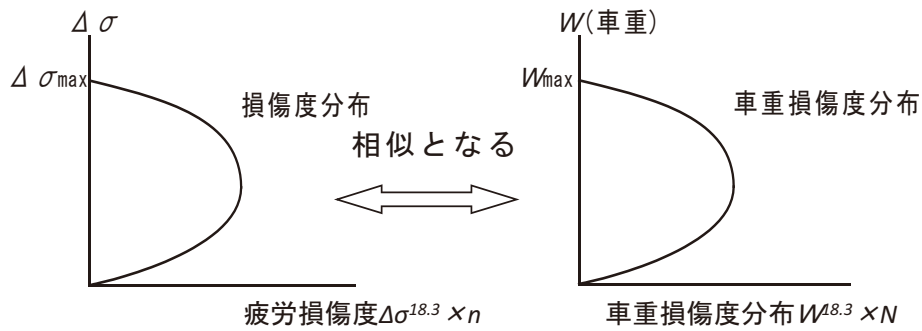 Δσ
Δσmax
損傷度分布
疲労損傷度Δσ18.3×n
相似となる
W(車重)
Wmax
車重損傷度分布
車重損傷度分布W18.3×N